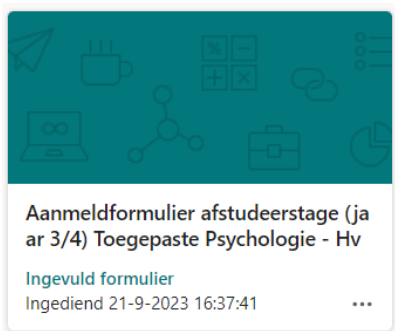 Aanmeldformulier afstudeerstage (ja
ar 3/4) Toegepaste Psychologie - Hv
Ingevuld formulier
Ingediend 21-9-2023 16:37:41